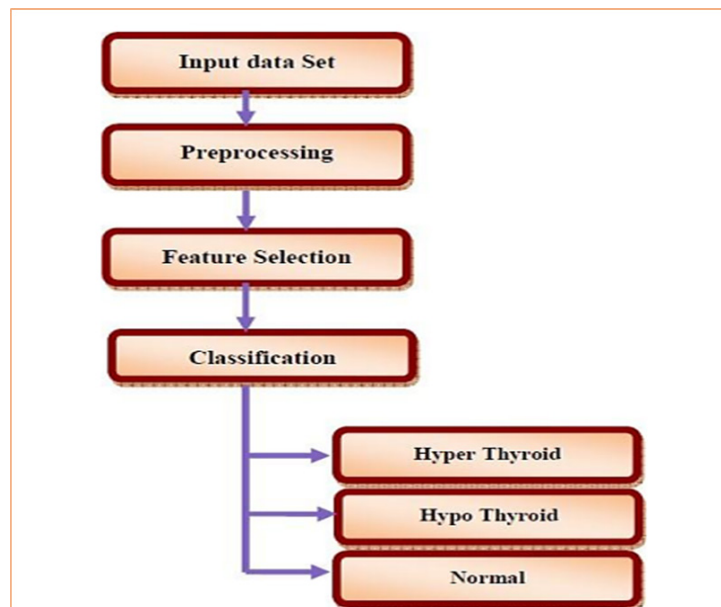 Input data Set
Preprocessing
Feature Selection
Classification
Hyper Thyroid
Hypo Thyroid
Normal